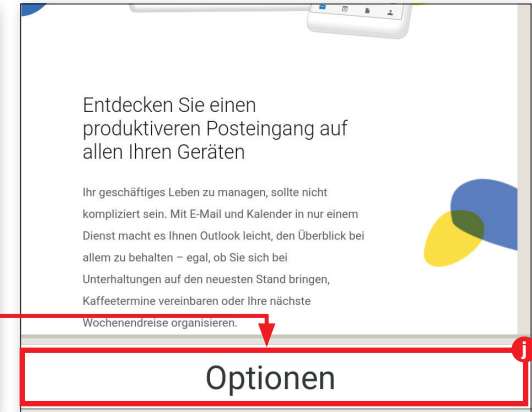 Entdecken Sie einen
produktiveren Posteingang auf
allen Ihren Geräten
Ihr geschäftiges Leben zu managen, sollte nicht
kompliziert sein. Mit E-Mail und Kalender in nur einem
Dienst macht es Ihnen Outlook leicht, den Überblick bei
allem zu behalten – egal, ob Sie sich bei
Unterhaltungen auf den neuesten Stand bringen,
Kaffeetermine vereinbaren oder Ihre nächste
Wochenendreise organisieren.
j
Optionen